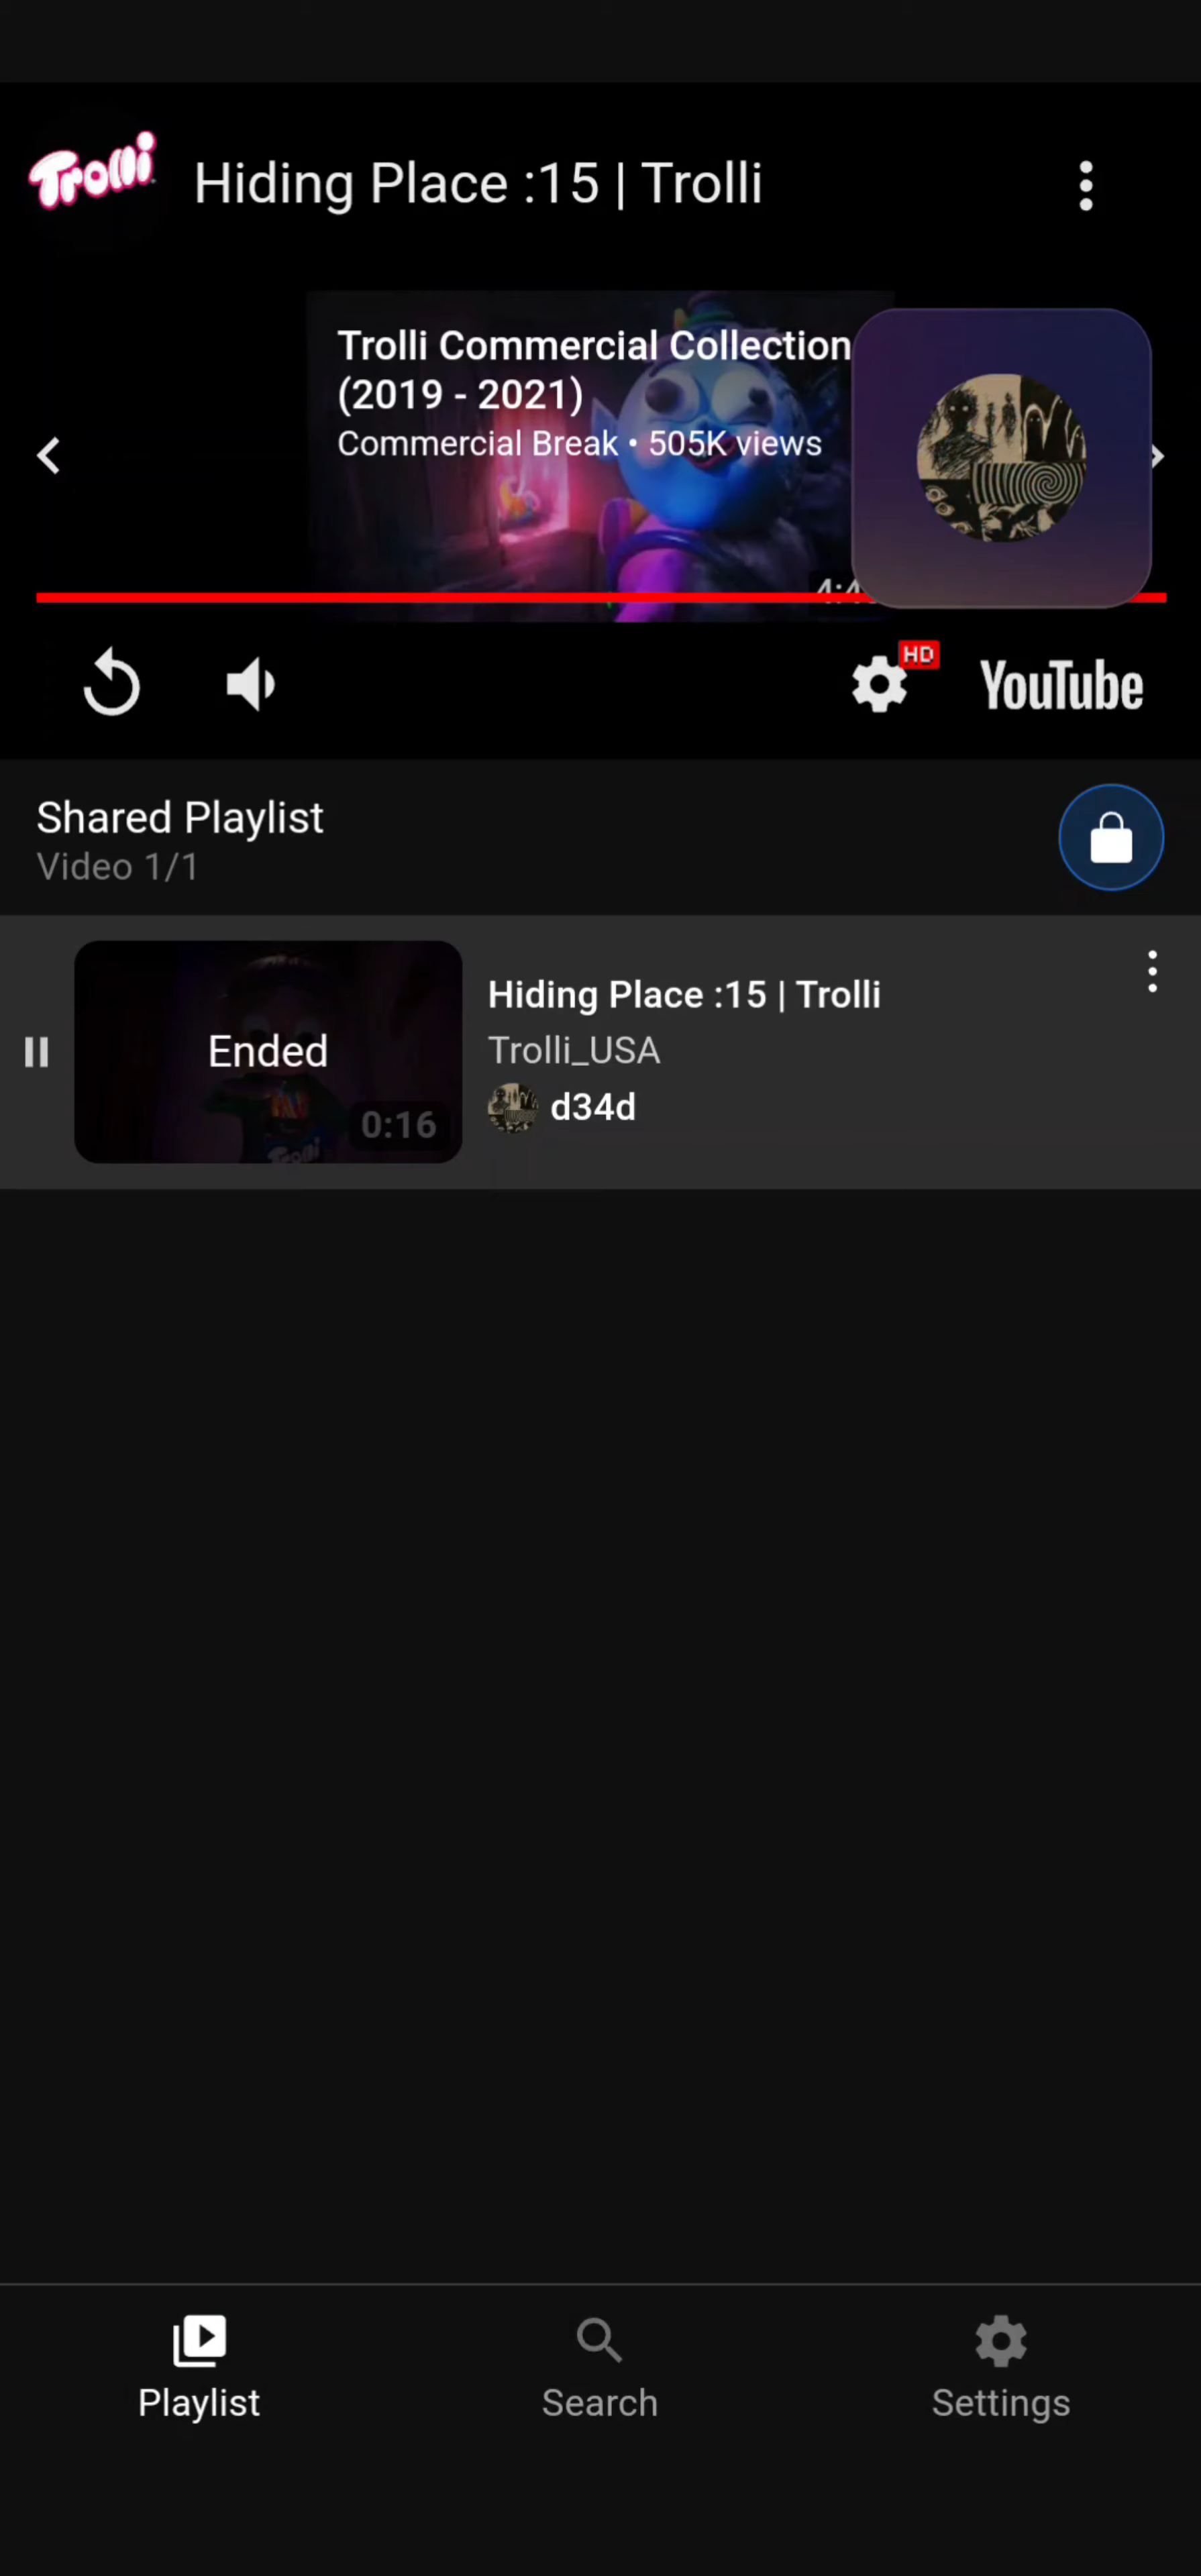 Trolli
Hiding Place :15 | Trolli
Trolli Commercial Collection
(2019 - 2021)
Commercial Break • 505K views
HD
YouTube
Shared Playlist
Video 1/1
Ended
0:16
Trolli
Hiding Place :15 | Trolli
Trolli_USA
d34d
Playlist
Search
Settings